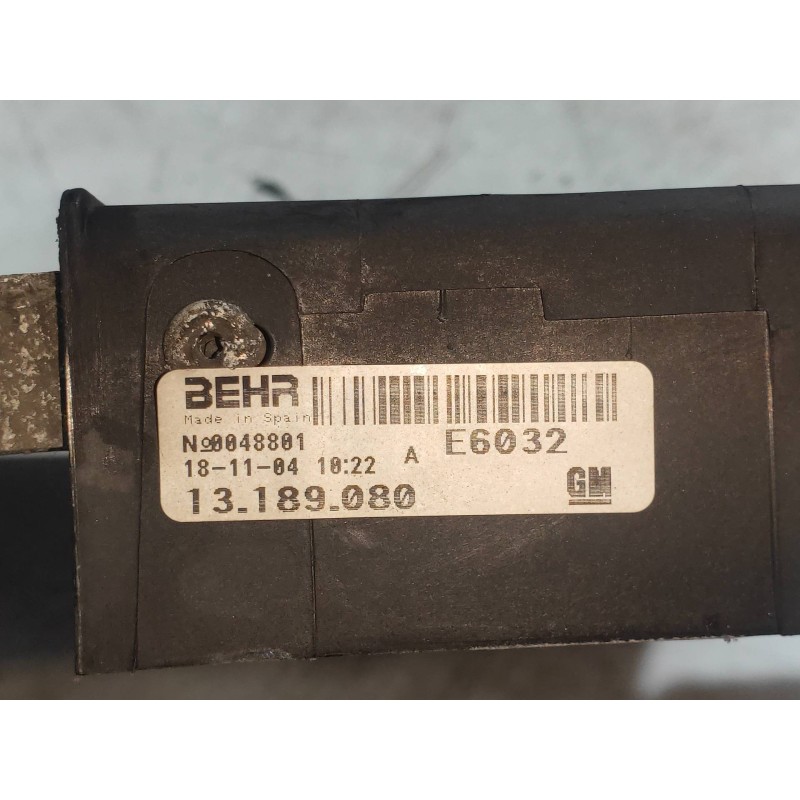 BEHR
Made in Spain
Nº0048801 A E6032
18-11-04 10:22
13.189.080 GM